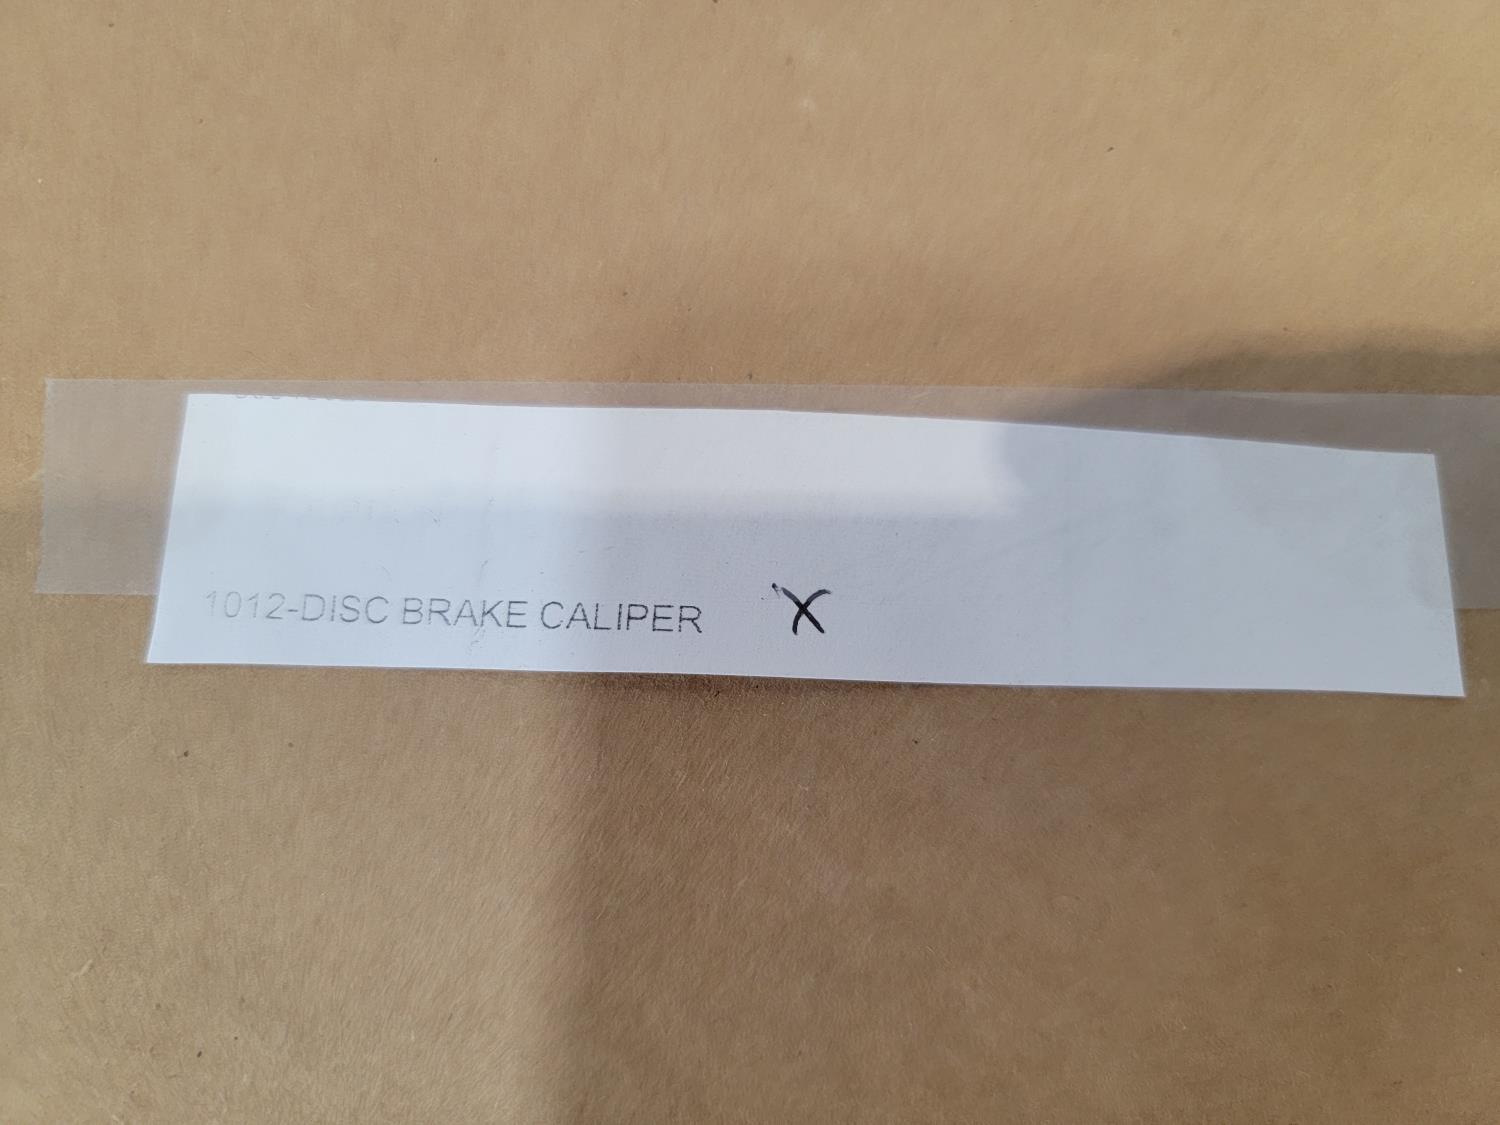 1012-DISC BRAKE CALIPER X